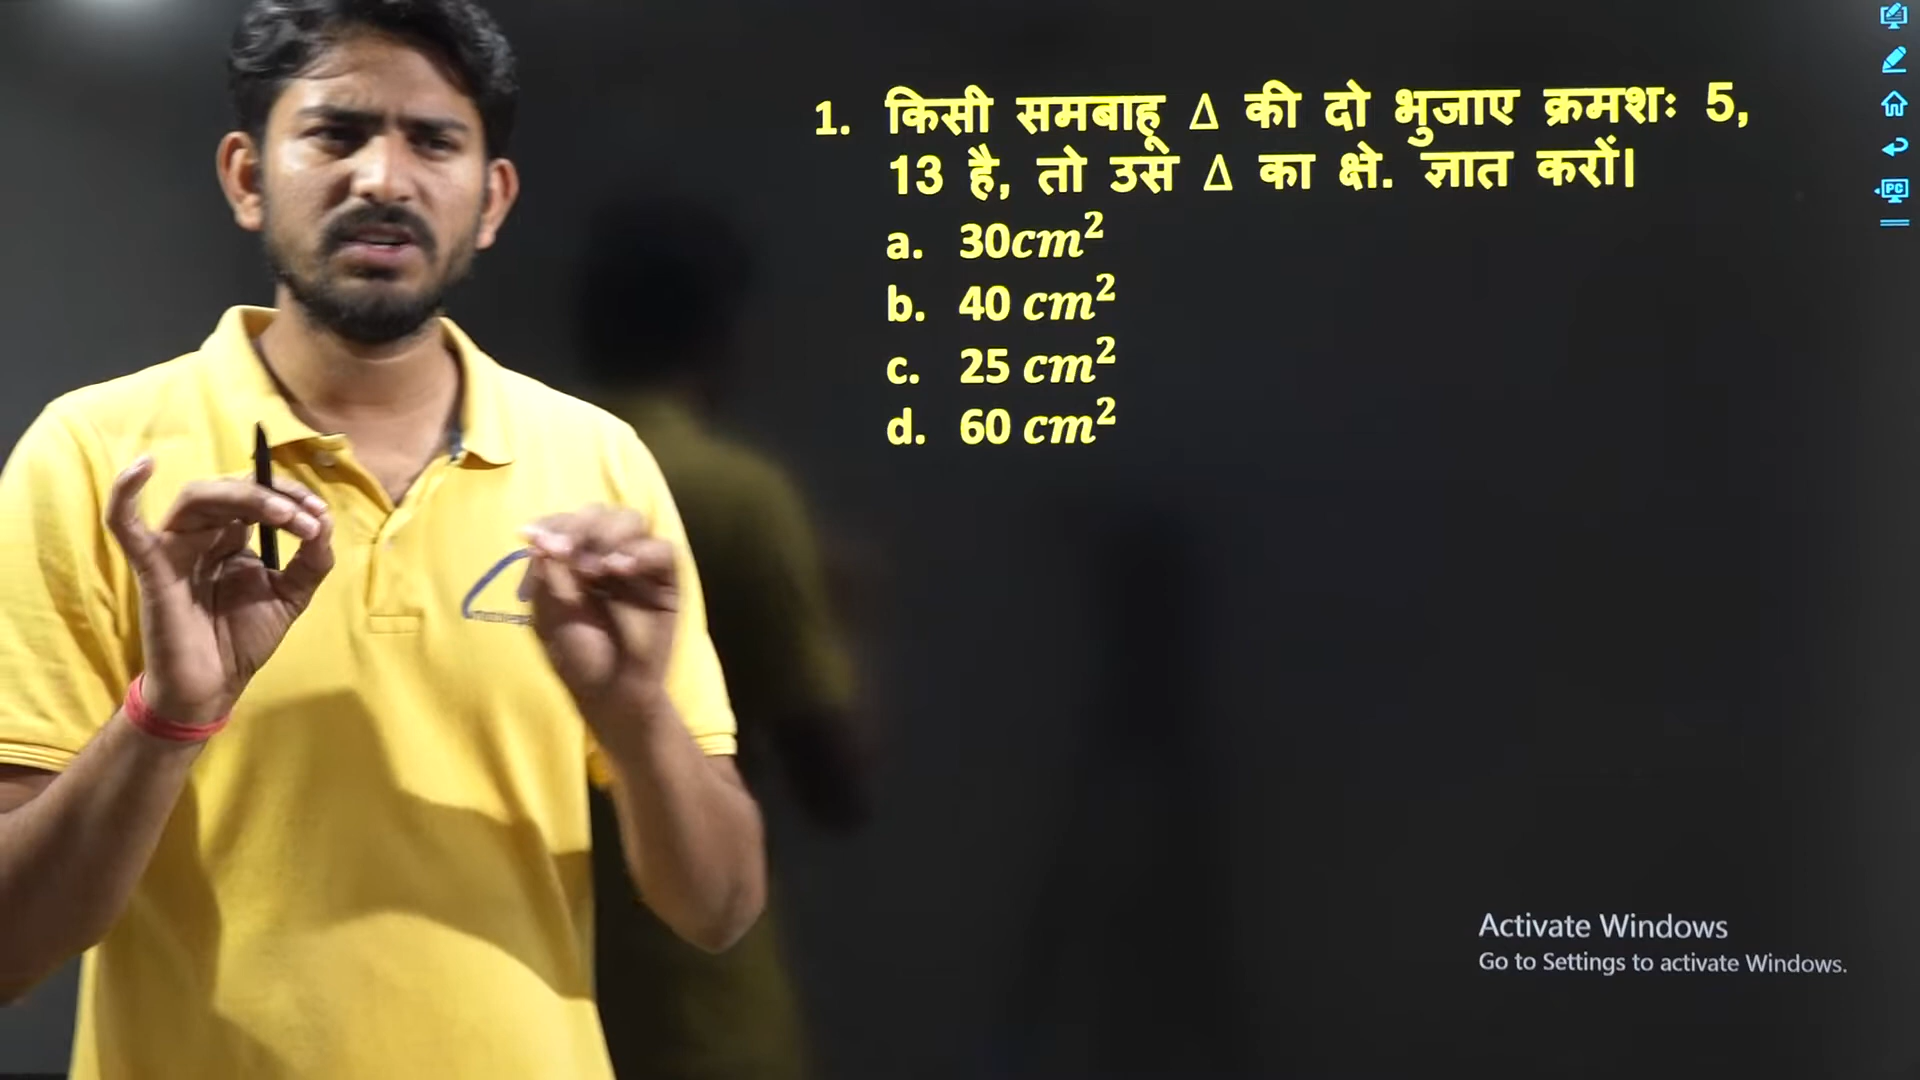 1. किसी समबाहू Δ की दो भुजाए क्रमशः 5,
13 है, तो उस Δ का क्षे. ज्ञात करों।
a. 30cm²
b. 40 cm²
c. 25 cm²
d. 60 cm²
PC
Activate Windows
Go to Settings to activate Windows.